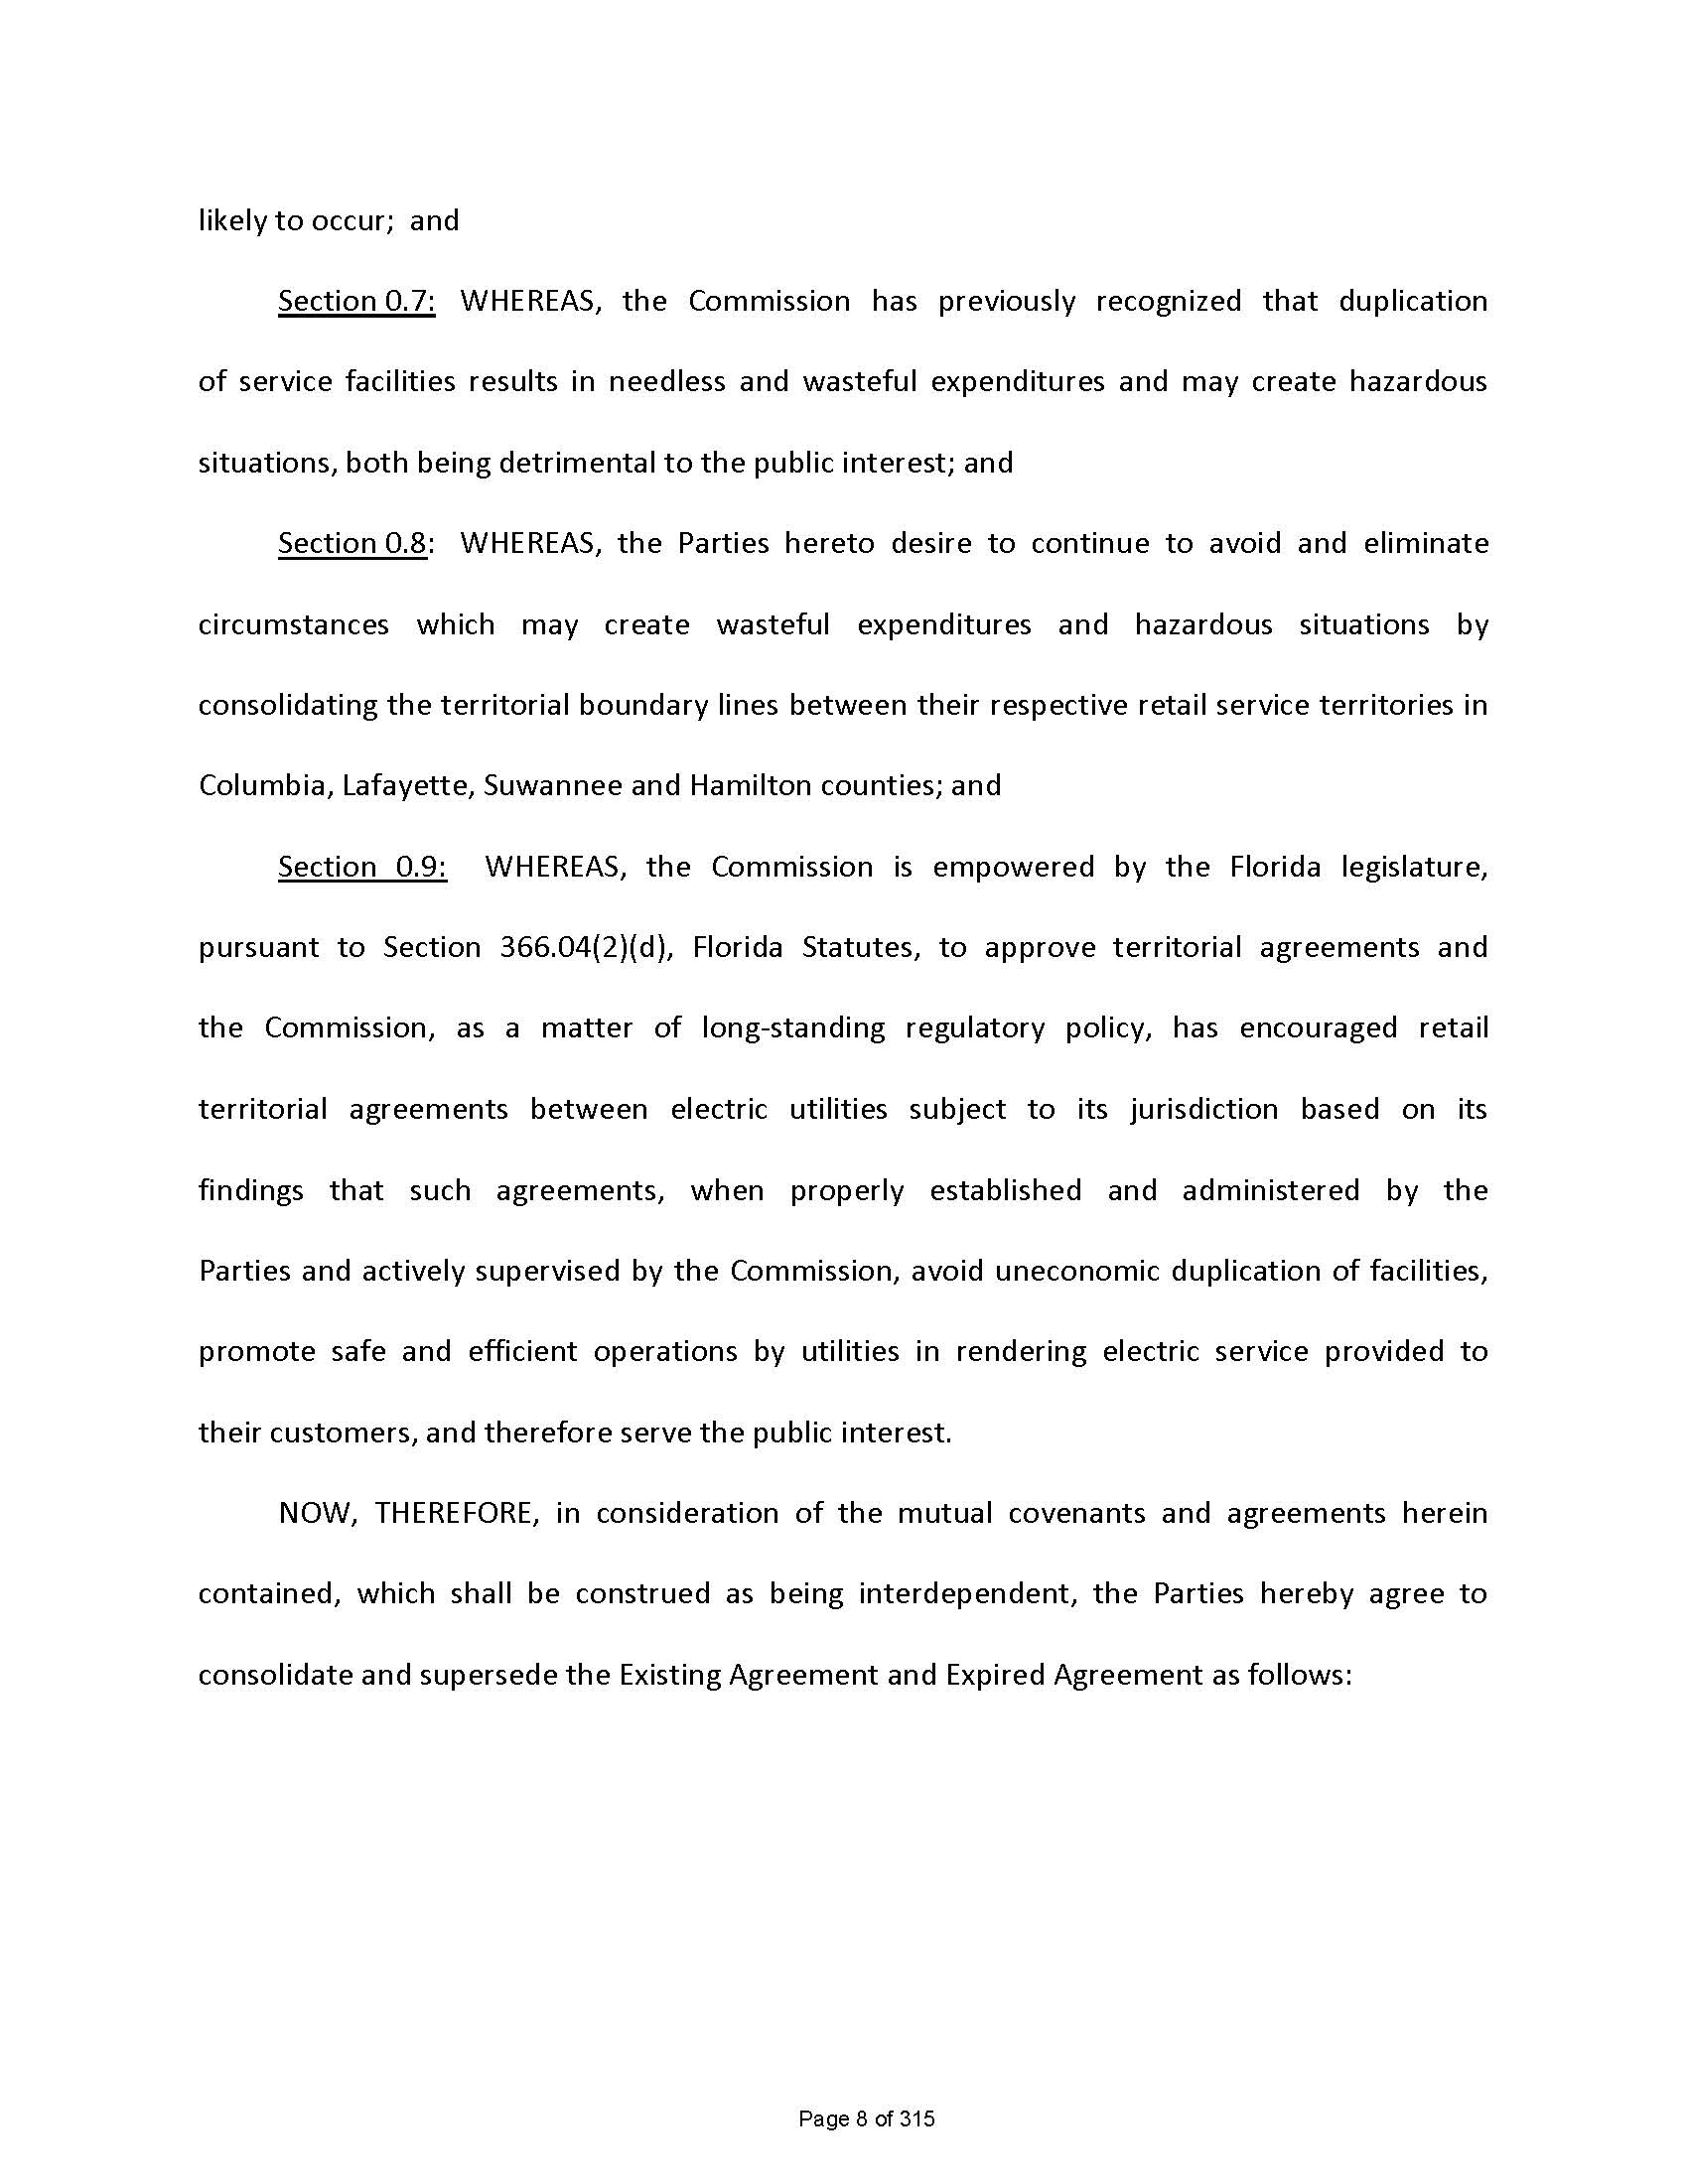 likely to occur;  and
Section 0.7:  WHEREAS, the Commission has previously recognized that duplication
of service facilities results in needless and wasteful expenditures and may create hazardous
situations, both being detrimental to the public interest; and
Section 0.8:  WHEREAS, the Parties hereto desire to continue to avoid and eliminate
circumstances which may create wasteful expenditures and hazardous situations by
consolidating the territorial boundary lines between their respective retail service territories in
Columbia, Lafayette, Suwannee and Hamilton counties; and
Section 0.9:  WHEREAS, the Commission is empowered by the Florida legislature,
pursuant to Section 366.04(2)(d), Florida Statutes, to approve territorial agreements and
the Commission, as a matter of long-standing regulatory policy, has encouraged retail
territorial agreements between electric utilities subject to its jurisdiction based on its
findings that such agreements, when properly established and administered by the
Parties and actively supervised by the Commission, avoid uneconomic duplication of facilities,
promote safe and efficient operations by utilities in rendering electric service provided to
their customers, and therefore serve the public interest.
NOW, THEREFORE, in consideration of the mutual covenants and agreements herein
contained, which shall be construed as being interdependent, the Parties hereby agree to
consolidate and supersede the Existing Agreement and Expired Agreement as follows:
Page 8 of 315